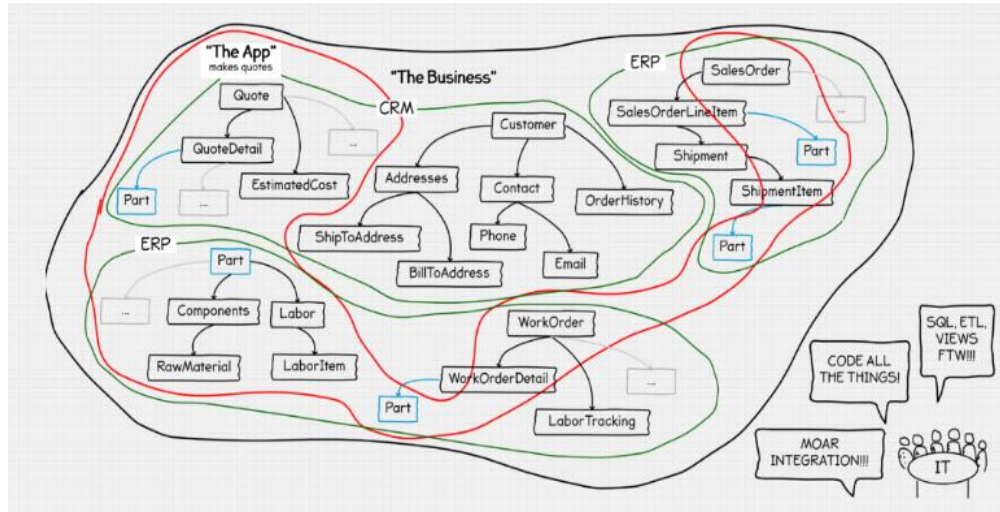 "The App"
makes quotes
"The Business"
ERP
CRM
Quote
SalesOrder
...
...
SalesOrderLineItem
Customer
QuoteDetail
Part
Shipment
Addresses
EstimatedCost
Contact
ShipmentItem
Part
...
OrderHistory
ShipToAddress
Phone
Part
ERP
Email
Part
BillToAddress
...
Components
Labor
WorkOrder
SQL, ETL,
VIEWS
FTW!!!
RawMaterial
LaborItem
CODE ALL
THE THINGS!
WorkOrderDetail
...
Part
LaborTracking
MOAR
INTEGRATION!!!
IT